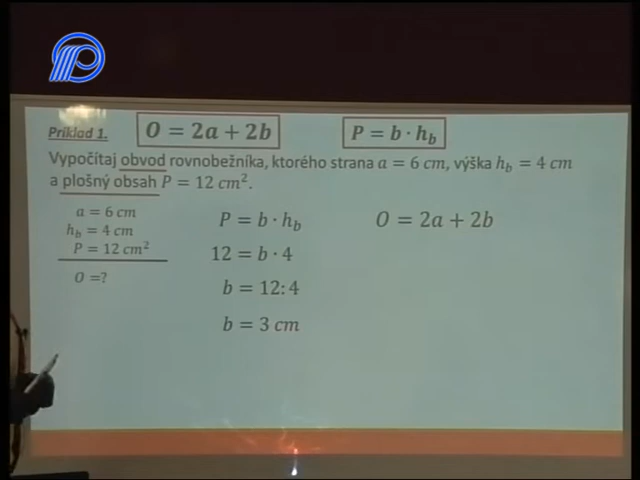 Príklad 1. O = 2a + 2b P = b · h_b
Vypočítaj obvod rovnobežníka, ktorého strana a = 6 cm, výška h_b = 4 cm
a plošný obsah P = 12 cm².
a = 6 cm P = b · h_b O = 2a + 2b
h_b = 4 cm
P = 12 cm² 12 = b · 4
O =? b = 12:4
b = 3 cm